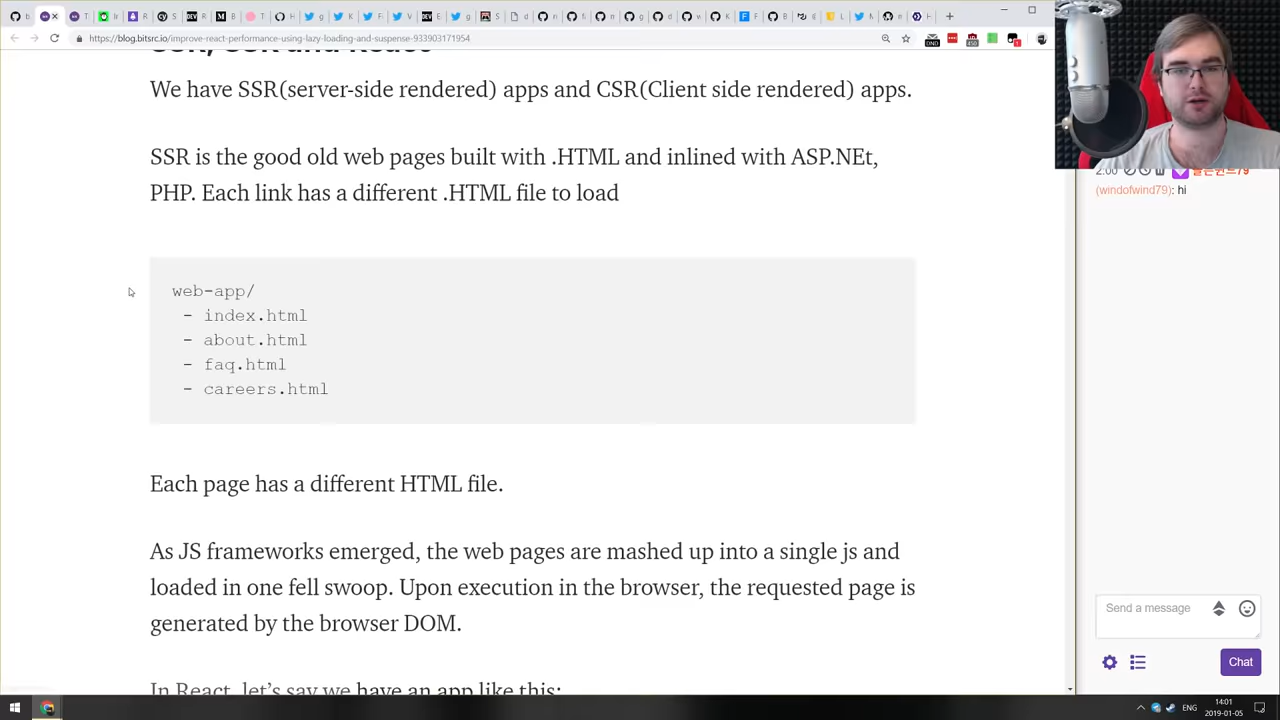 https://blog.bitsrc.io/improve-react-performance-using-lazy-loading-and-suspense-933903171954
We have SSR(server-side rendered) apps and CSR(Client side rendered) apps.
SSR is the good old web pages built with .HTML and inlined with ASP.NEt,
PHP. Each link has a different .HTML file to load
web-app/
- index.html
- about.html
- faq.html
- careers.html
Each page has a different HTML file.
As JS frameworks emerged, the web pages are mashed up into a single js and
loaded in one fell swoop. Upon execution in the browser, the requested page is
generated by the browser DOM.
In React, let's say we have an app like this:
2:00
(windofwind79): hi
Send a message
Chat
ENG
14:01
2019-01-05